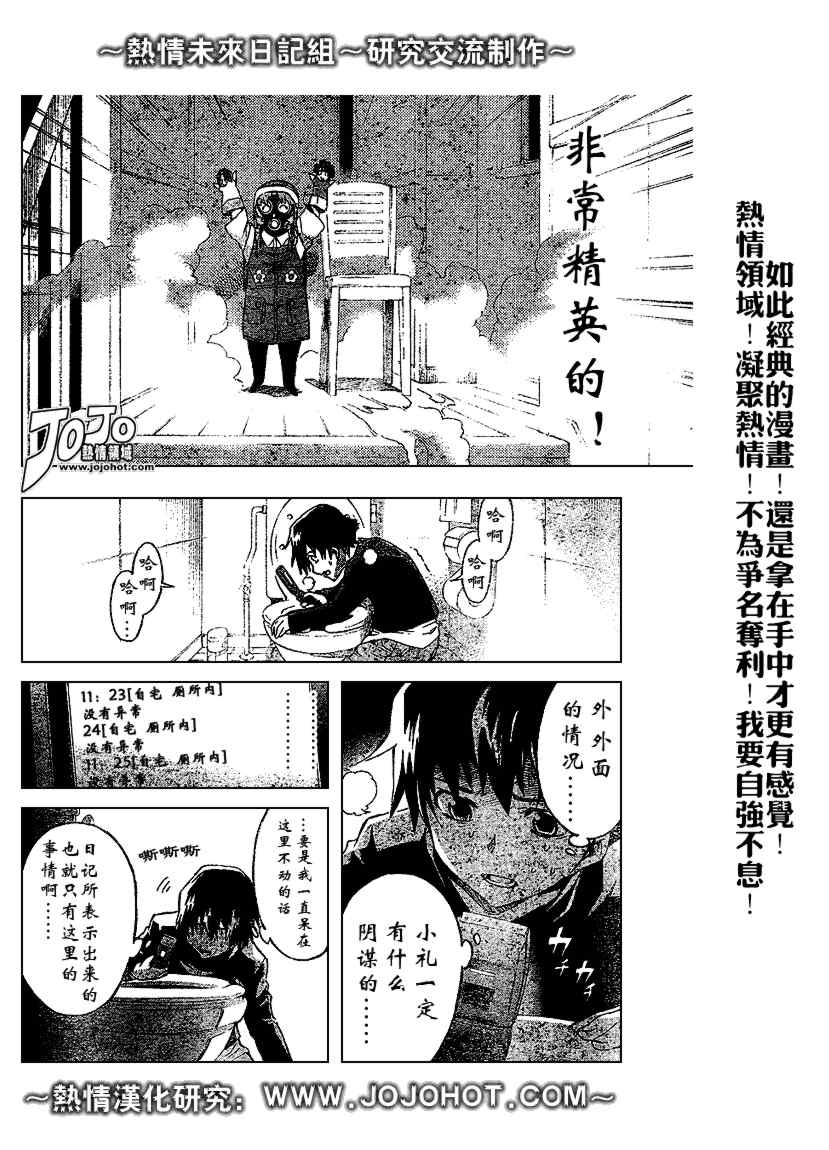 ～熱情未來日記組～研究交流制作～
非常精英的！
JOJO
熱情領域
www.jojohot.com
哈啊
哈啊
哈啊……
外外面
的情况
……
小礼一定
有什么
阴谋的……
カチ
カチ
11：23[自宅 厕所内]
没有异常
24[自宅 厕所内]
没有异常
11：25[自宅 厕所内]
没有异常
…要是我一直呆在
这里不动的话
嘶嘶嘶
日记所表示出来的
也就只有这里的
事情啊……
如此經典的漫畫！還是拿在手中才更有感覺！
熱情領域！凝聚熱情！不為爭名奪利！我要自強不息！
～熱情漢化研究：WWW.JOJOHOT.COM～